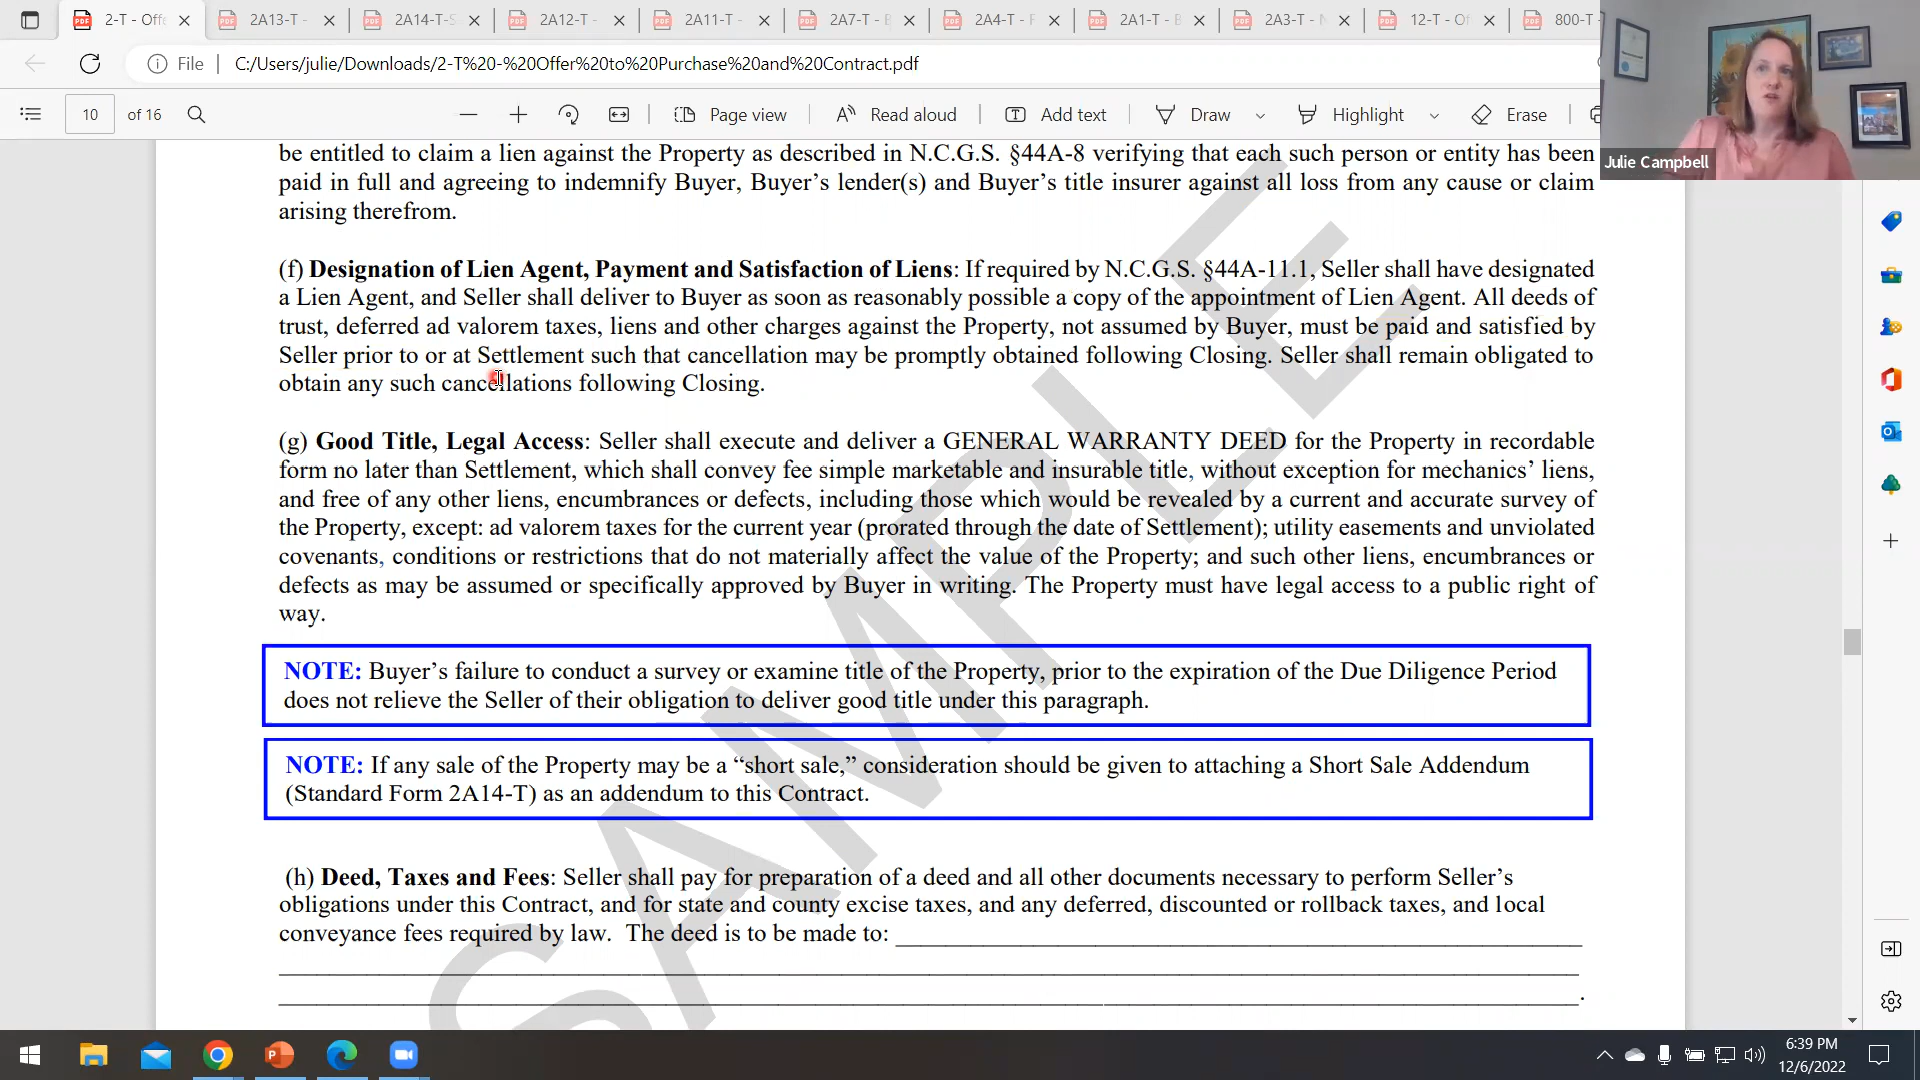 2-T - Offe
2A13-T -
2A14-T-S
2A12-T -
2A11-T -
2A7-T - B
2A4-T - F
2A1-T - B
2A3-T - N
12-T - Of
800-T -
File
C:/Users/julie/Downloads/2-T%20-%20Offer%20to%20Purchase%20and%20Contract.pdf
10 of 16
Page view
Read aloud
Add text
Draw
Highlight
Erase
Julie Campbell
be entitled to claim a lien against the Property as described in N.C.G.S. §44A-8 verifying that each such person or entity has been
paid in full and agreeing to indemnify Buyer, Buyer’s lender(s) and Buyer’s title insurer against all loss from any cause or claim
arising therefrom.
(f) Designation of Lien Agent, Payment and Satisfaction of Liens: If required by N.C.G.S. §44A-11.1, Seller shall have designated
a Lien Agent, and Seller shall deliver to Buyer as soon as reasonably possible a copy of the appointment of Lien Agent. All deeds of
trust, deferred ad valorem taxes, liens and other charges against the Property, not assumed by Buyer, must be paid and satisfied by
Seller prior to or at Settlement such that cancellation may be promptly obtained following Closing. Seller shall remain obligated to
obtain any such cancellations following Closing.
(g) Good Title, Legal Access: Seller shall execute and deliver a GENERAL WARRANTY DEED for the Property in recordable
form no later than Settlement, which shall convey fee simple marketable and insurable title, without exception for mechanics’ liens,
and free of any other liens, encumbrances or defects, including those which would be revealed by a current and accurate survey of
the Property, except: ad valorem taxes for the current year (prorated through the date of Settlement); utility easements and unviolated
covenants, conditions or restrictions that do not materially affect the value of the Property; and such other liens, encumbrances or
defects as may be assumed or specifically approved by Buyer in writing. The Property must have legal access to a public right of
way.
NOTE: Buyer’s failure to conduct a survey or examine title of the Property, prior to the expiration of the Due Diligence Period
does not relieve the Seller of their obligation to deliver good title under this paragraph.
NOTE: If any sale of the Property may be a “short sale,” consideration should be given to attaching a Short Sale Addendum
(Standard Form 2A14-T) as an addendum to this Contract.
(h) Deed, Taxes and Fees: Seller shall pay for preparation of a deed and all other documents necessary to perform Seller’s
obligations under this Contract, and for state and county excise taxes, and any deferred, discounted or rollback taxes, and local
conveyance fees required by law. The deed is to be made to:
SAMPLE
6:39 PM
12/6/2022